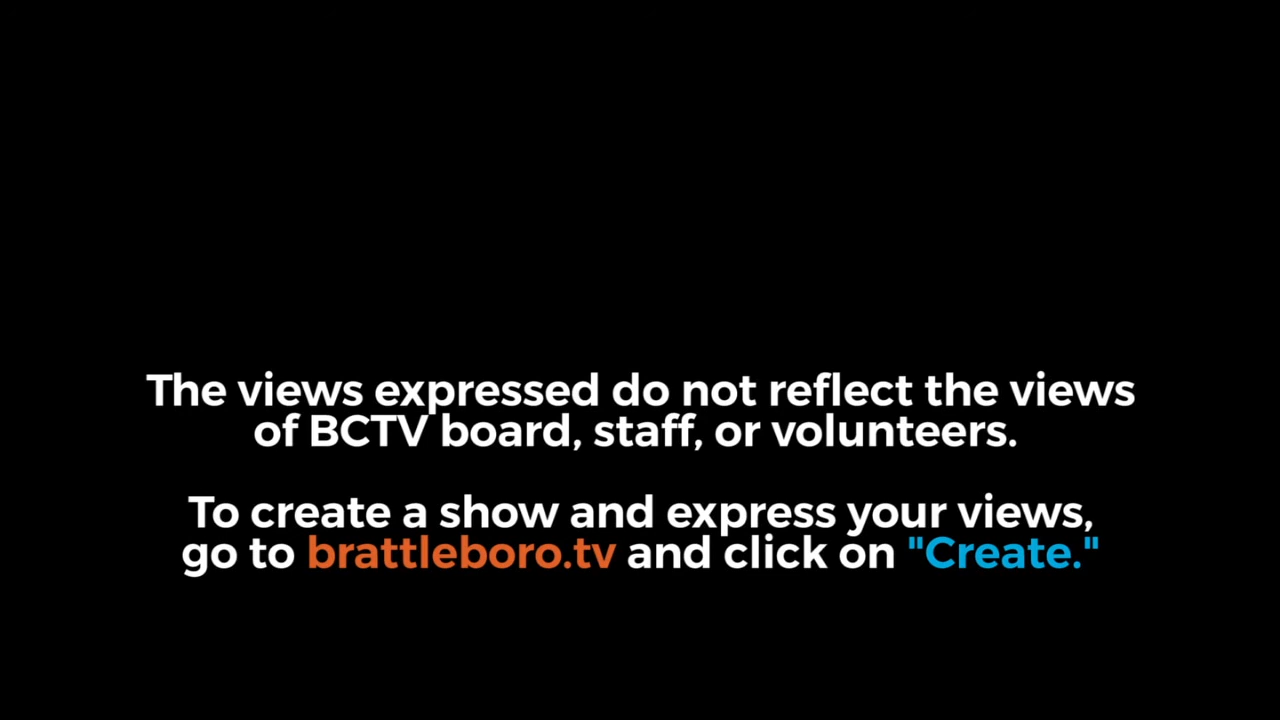 The views expressed do not reflect the views
of BCTV board, staff, or volunteers.
To create a show and express your views,
go to brattleboro.tv and click on "Create."